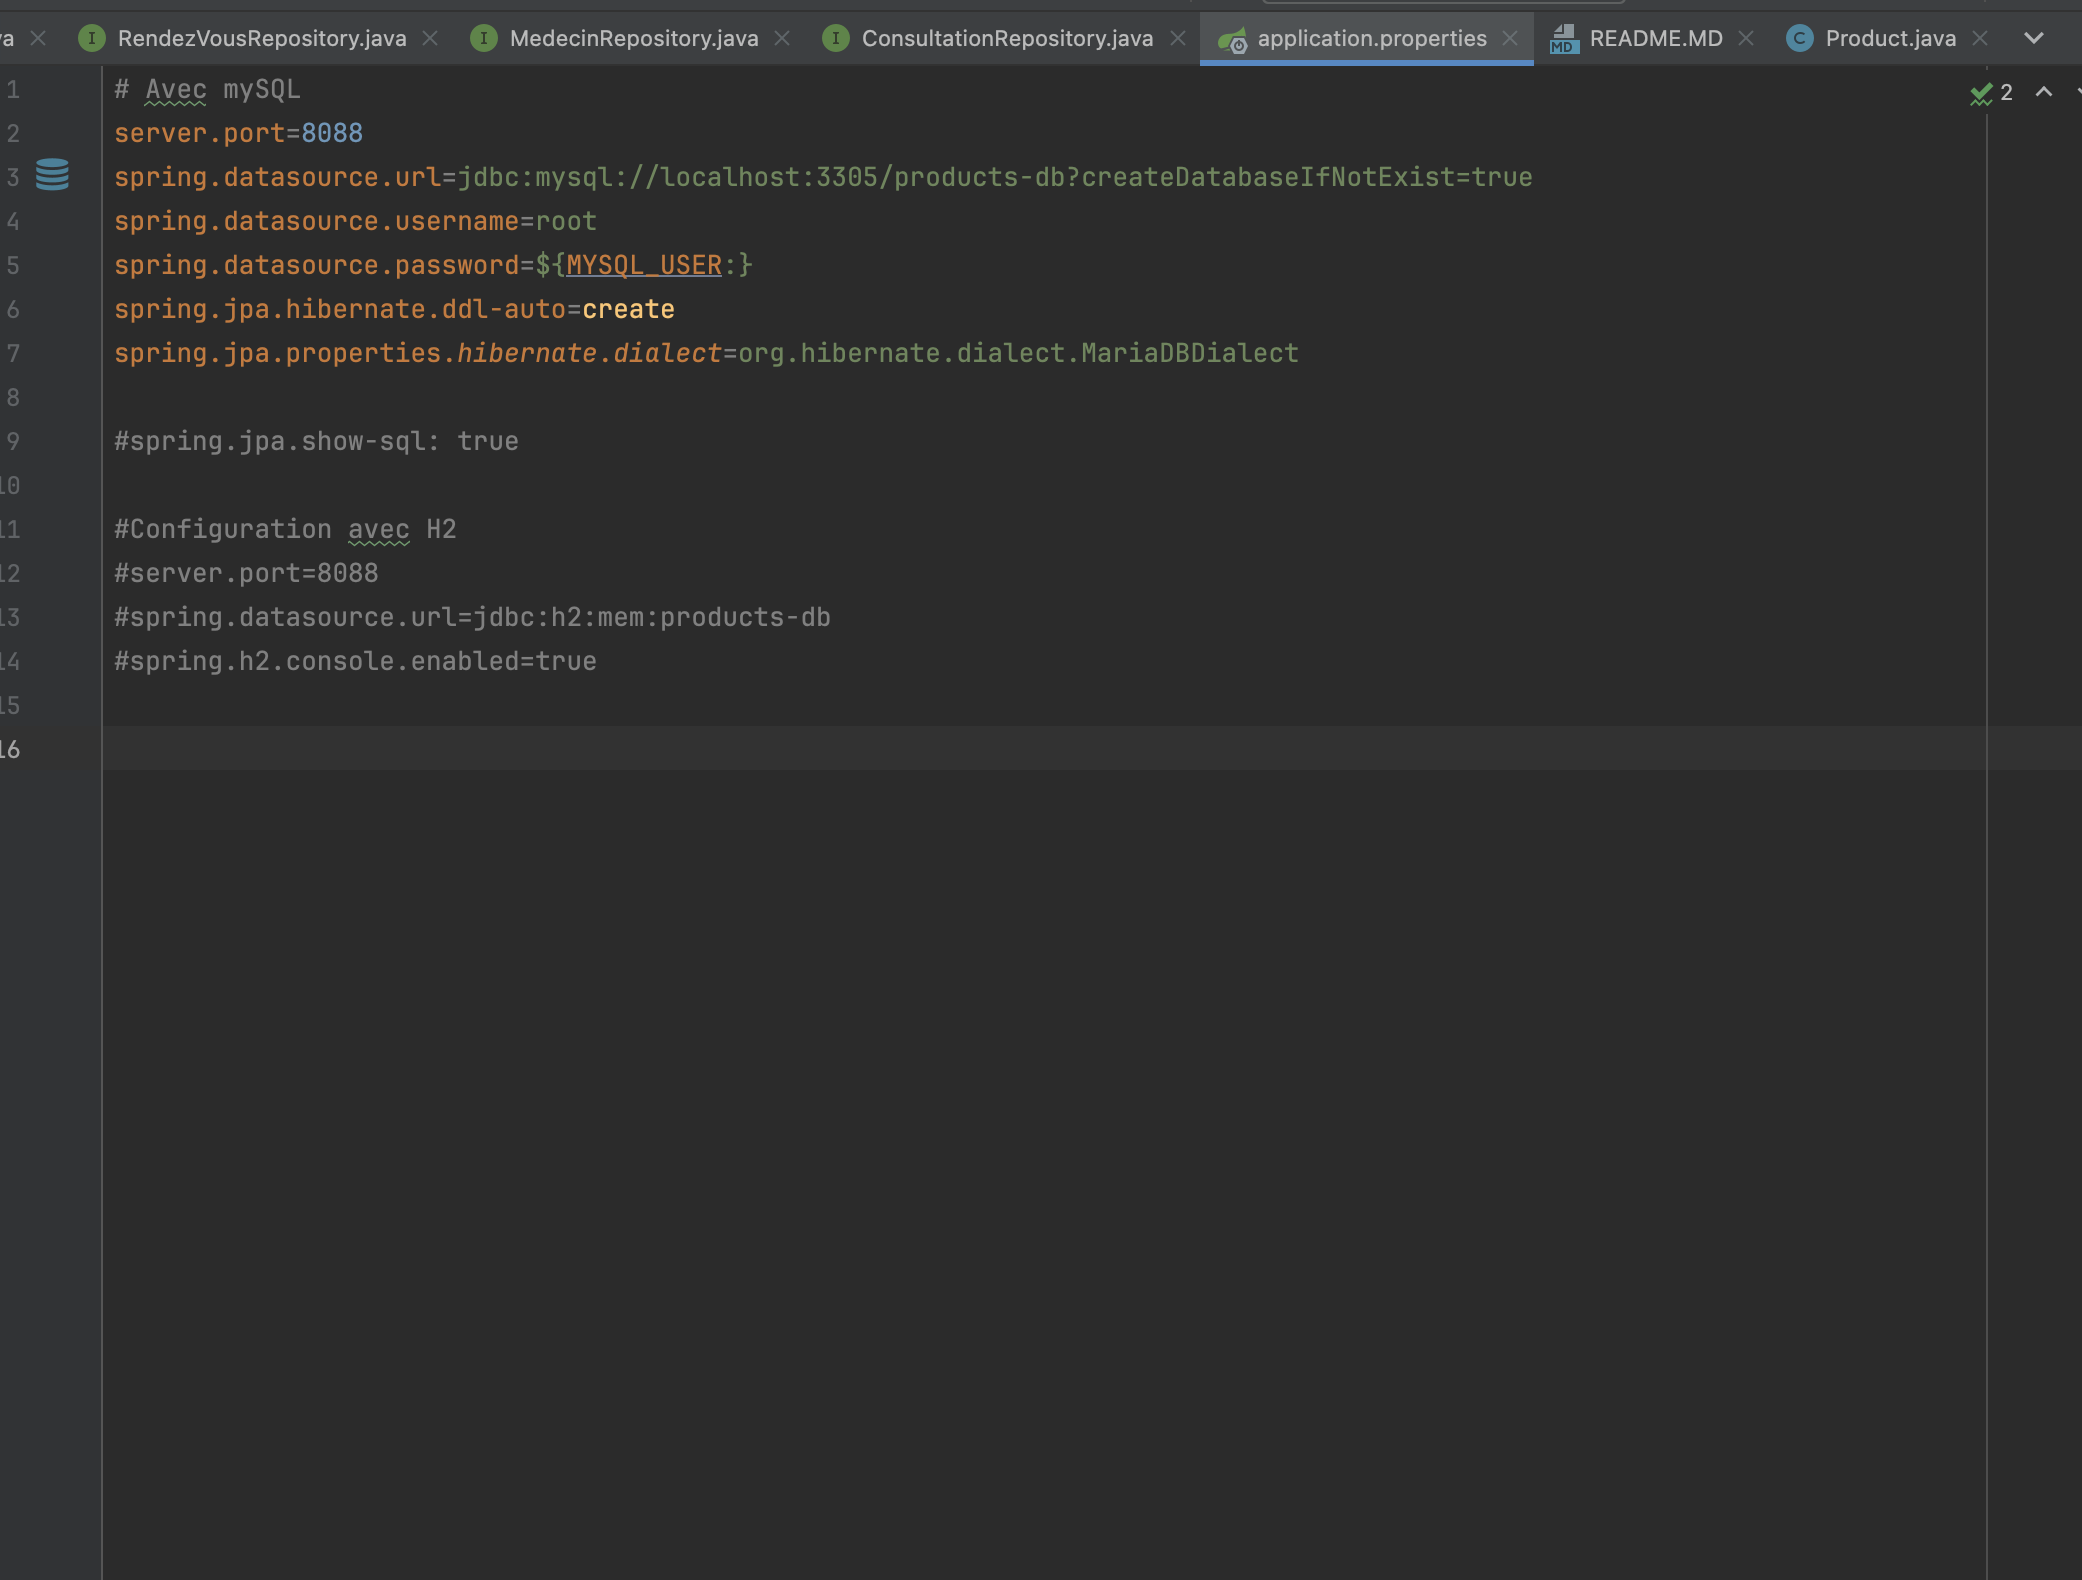 va
RendezVousRepository.java
MedecinRepository.java
ConsultationRepository.java
application.properties
README.MD
Product.java
2
1 # Avec mySQL
2 server.port=8088
3 spring.datasource.url=jdbc:mysql://localhost:3305/products-db?createDatabaseIfNotExist=true
4 spring.datasource.username=root
5 spring.datasource.password=${MYSQL_USER:}
6 spring.jpa.hibernate.ddl-auto=create
7 spring.jpa.properties.hibernate.dialect=org.hibernate.dialect.MariaDBDialect
8
9 #spring.jpa.show-sql: true
10
11 #Configuration avec H2
12 #server.port=8088
13 #spring.datasource.url=jdbc:h2:mem:products-db
14 #spring.h2.console.enabled=true
15
16